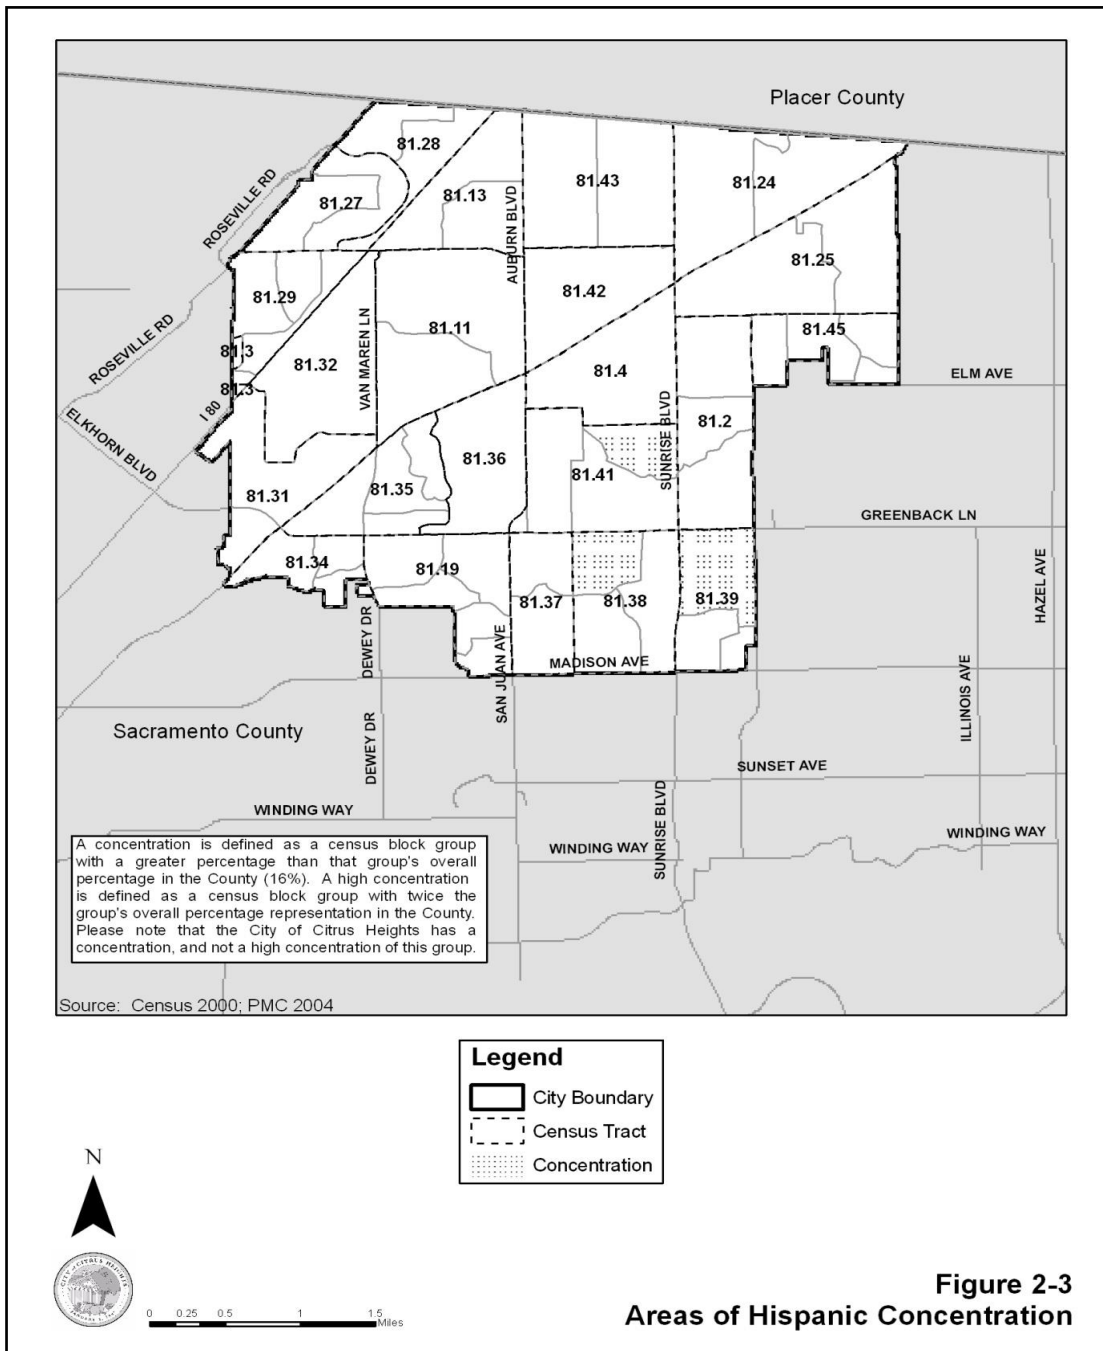 Placer County
81.28
81.43
81.24
81.13
81.27
ROSEVILLE RD
AUBURN BLVD
81.25
81.29
81.42
81.45
81.11
ROSEVILLE RD
81.3
81.32
VAN MAREN LN
81.4
ELM AVE
81.3
I 80
ELKHORN BLVD
SUNRISE BLVD
81.2
81.36
81.41
81.35
81.31
GREENBACK LN
81.34
81.19
HAZEL AVE
81.37
81.38
81.39
DEWEY DR
SAN JUAN AVE
MADISON AVE
ILLINOIS AVE
Sacramento County
DEWEY DR
SUNSET AVE
WINDING WAY
SUNRISE BLVD
WINDING WAY
WINDING WAY
A concentration is defined as a census block group
with a greater percentage than that group's overall
percentage in the County (16%). A high concentration
is defined as a census block group with twice the
group's overall percentage representation in the County.
Please note that the City of Citrus Heights has a
concentration, and not a high concentration of this group.
Source: Census 2000; PMC 2004
Legend
City Boundary
Census Tract
Concentration
N
CITY OF CITRUS HEIGHTS
0 0.25 0.5 1 1.5
Miles
Figure 2-3
Areas of Hispanic Concentration